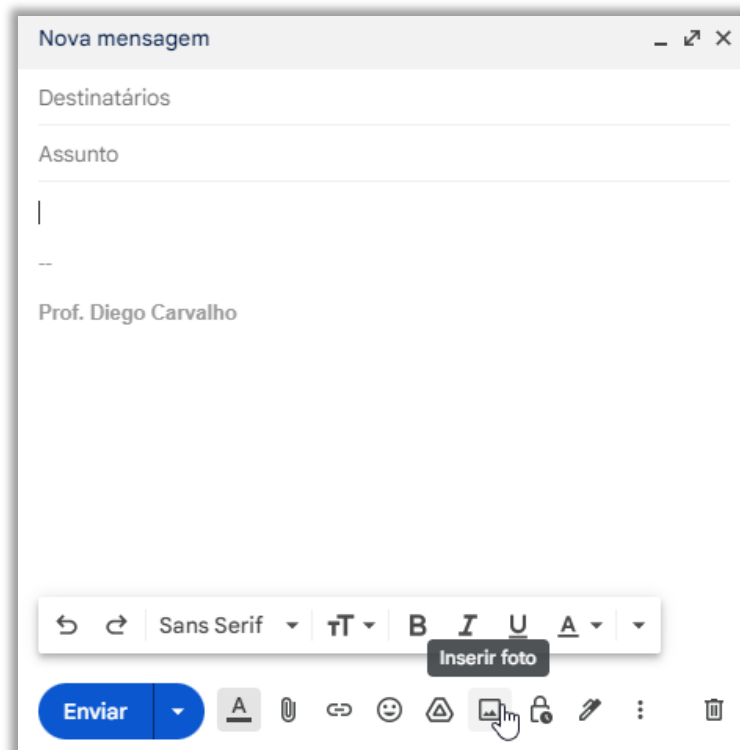 Nova mensagem
Destinatários
Assunto
--
Prof. Diego Carvalho
Sans Serif
B I U A
Inserir foto
Enviar A